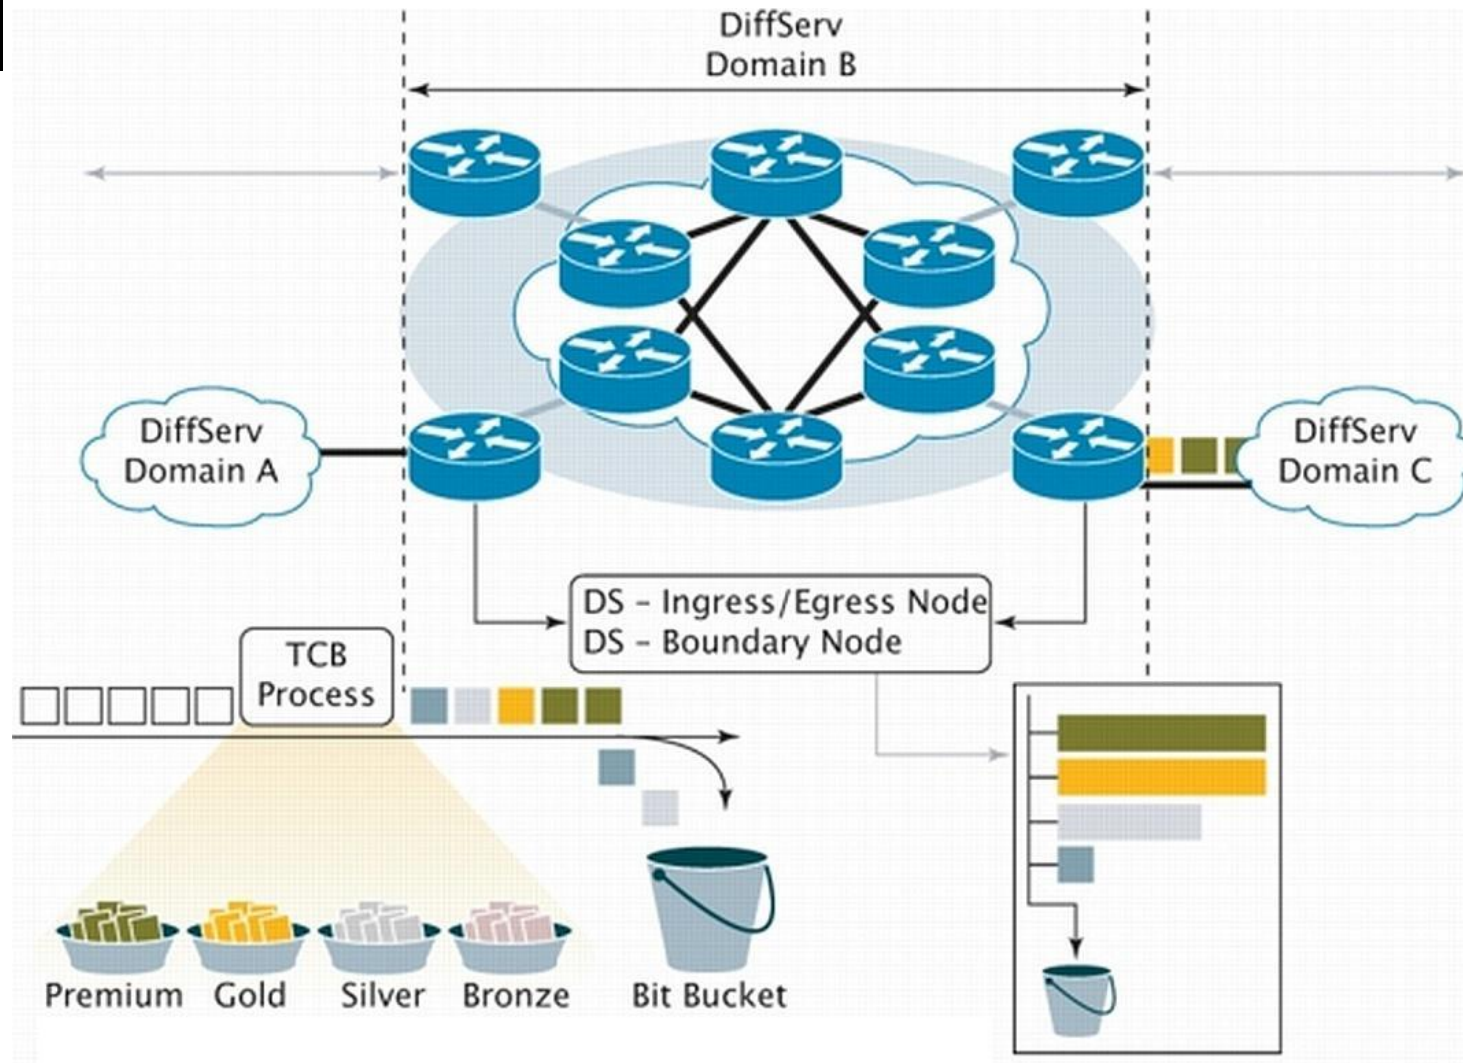 DiffServ
Domain B
DiffServ
Domain A
DiffServ
Domain C
DS - Ingress/Egress Node
DS - Boundary Node
TCB
Process
Premium
Gold
Silver
Bronze
Bit Bucket